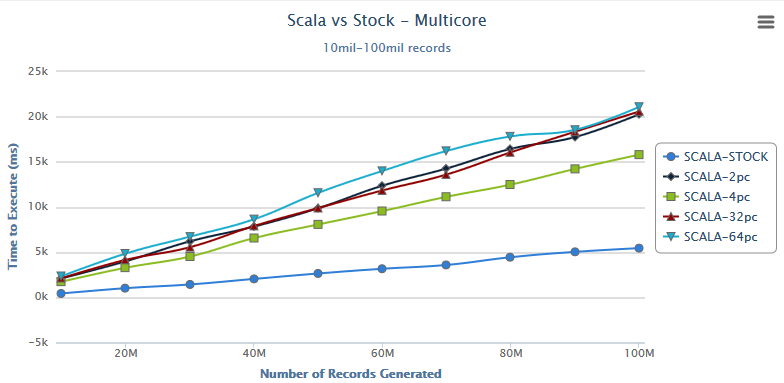 Scala vs Stock - Multicore
10mil-100mil records
25k
20k
15k
10k
5k
0k
-5k
Time to Execute (ms)
20M 40M 60M 80M 100M
Number of Records Generated
SCALA-STOCK
SCALA-2pc
SCALA-4pc
SCALA-32pc
SCALA-64pc